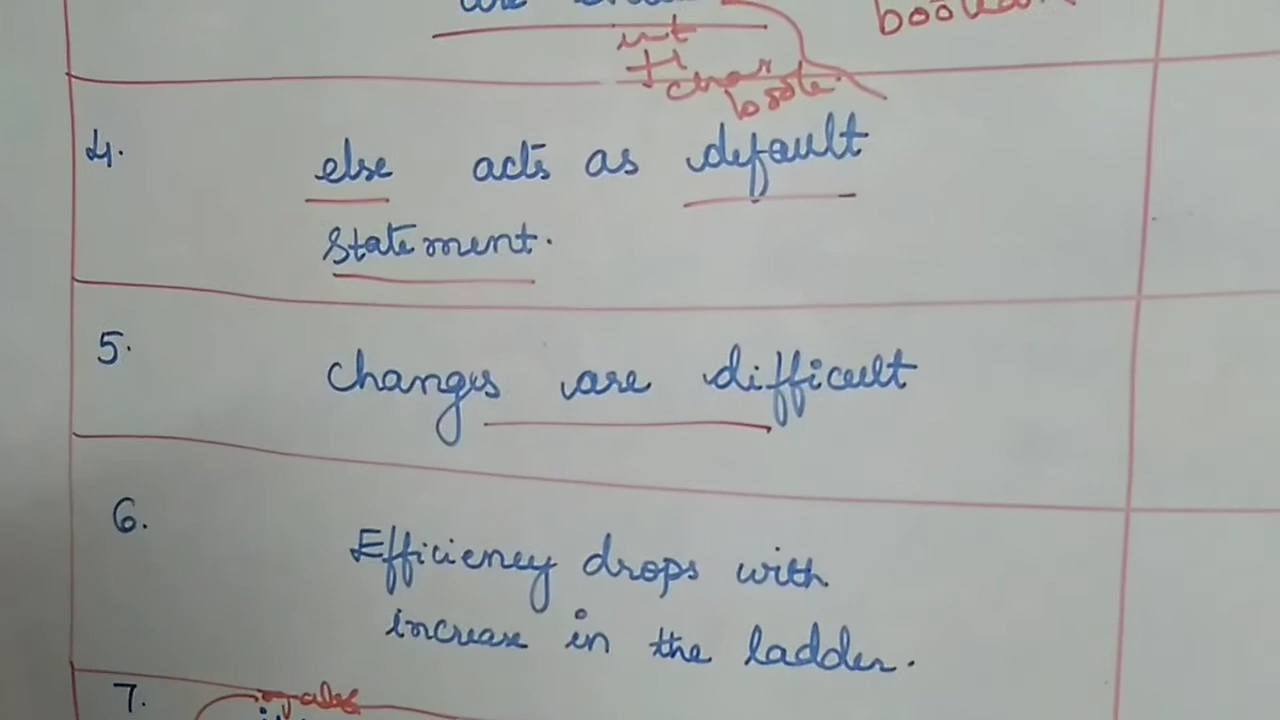 int
char
4. else acts as default
statement.
5. changes are difficult
6. Efficieney drops with
increase in the ladder.
7.